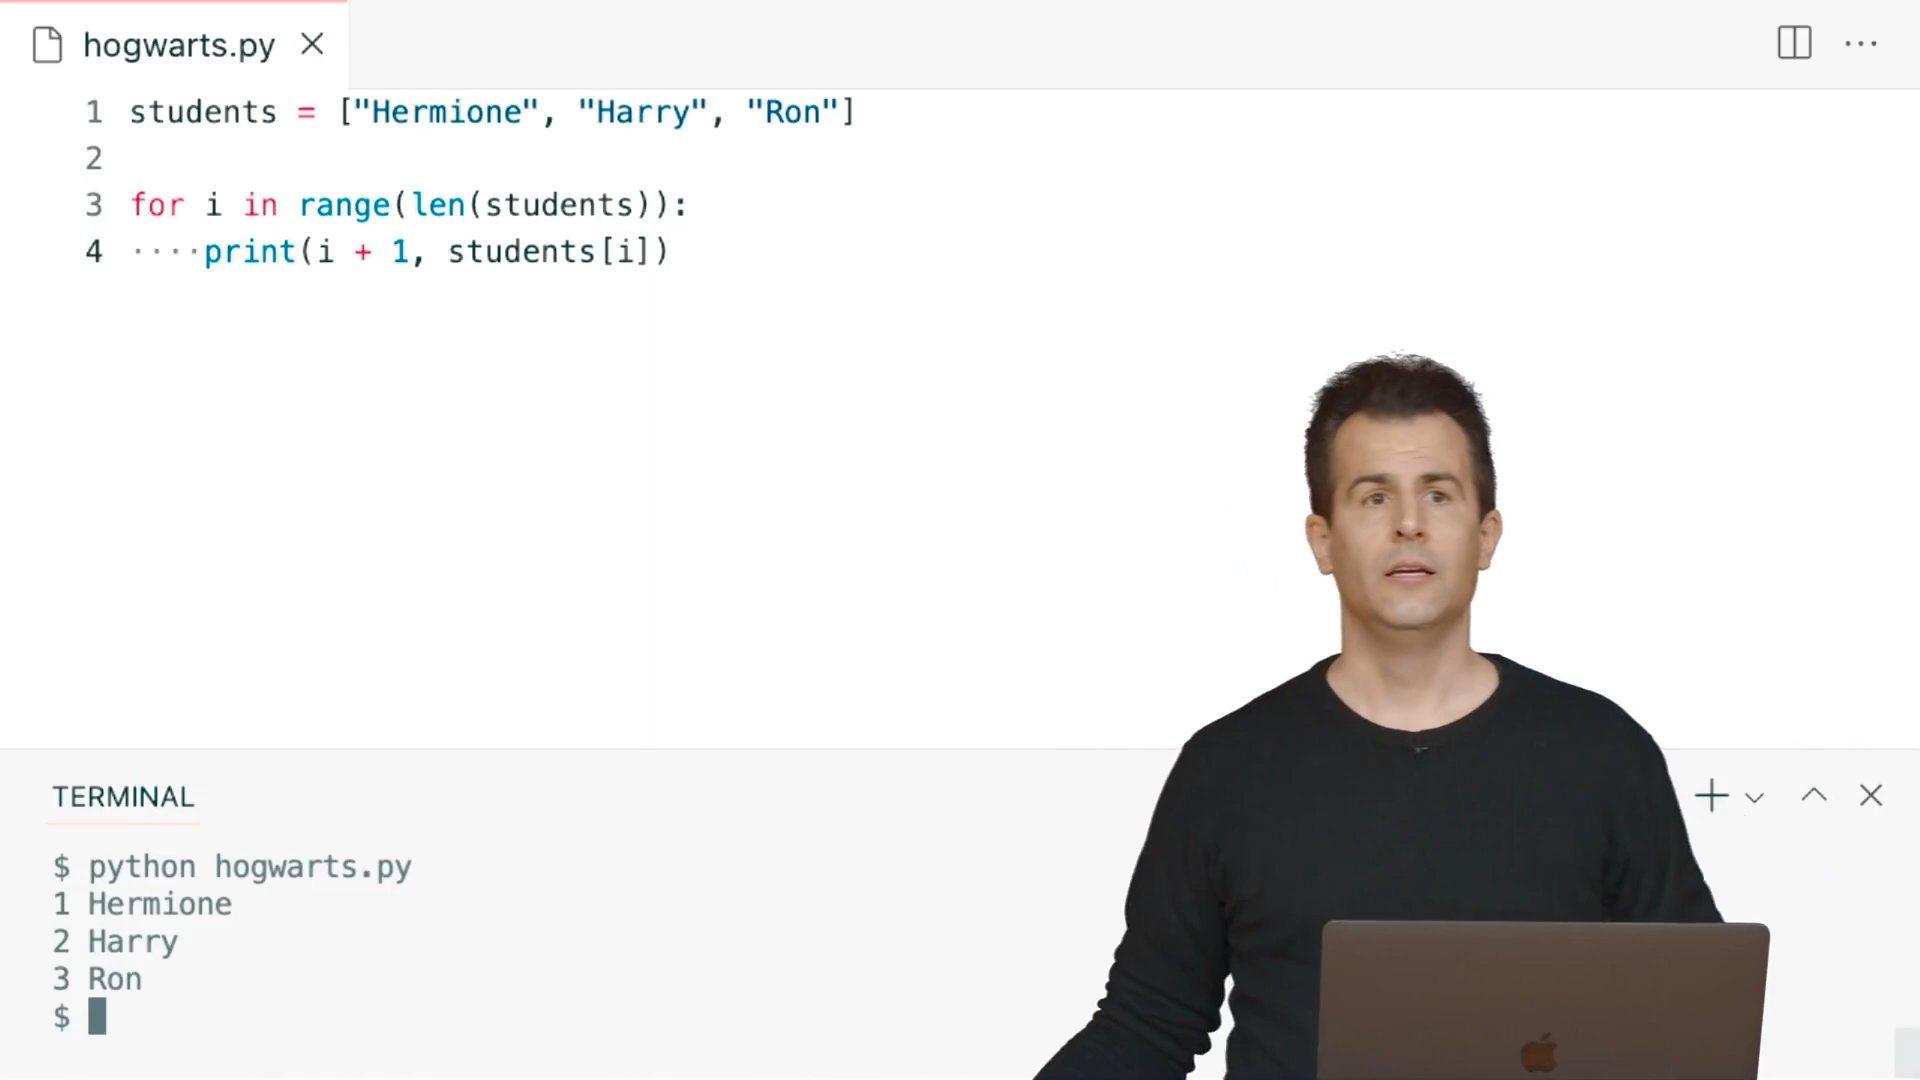 hogwarts.py
1 students = ["Hermione", "Harry", "Ron"]
2
3 for i in range(len(students)):
4 ····print(i + 1, students[i])
TERMINAL
$ python hogwarts.py
1 Hermione
2 Harry
3 Ron
$